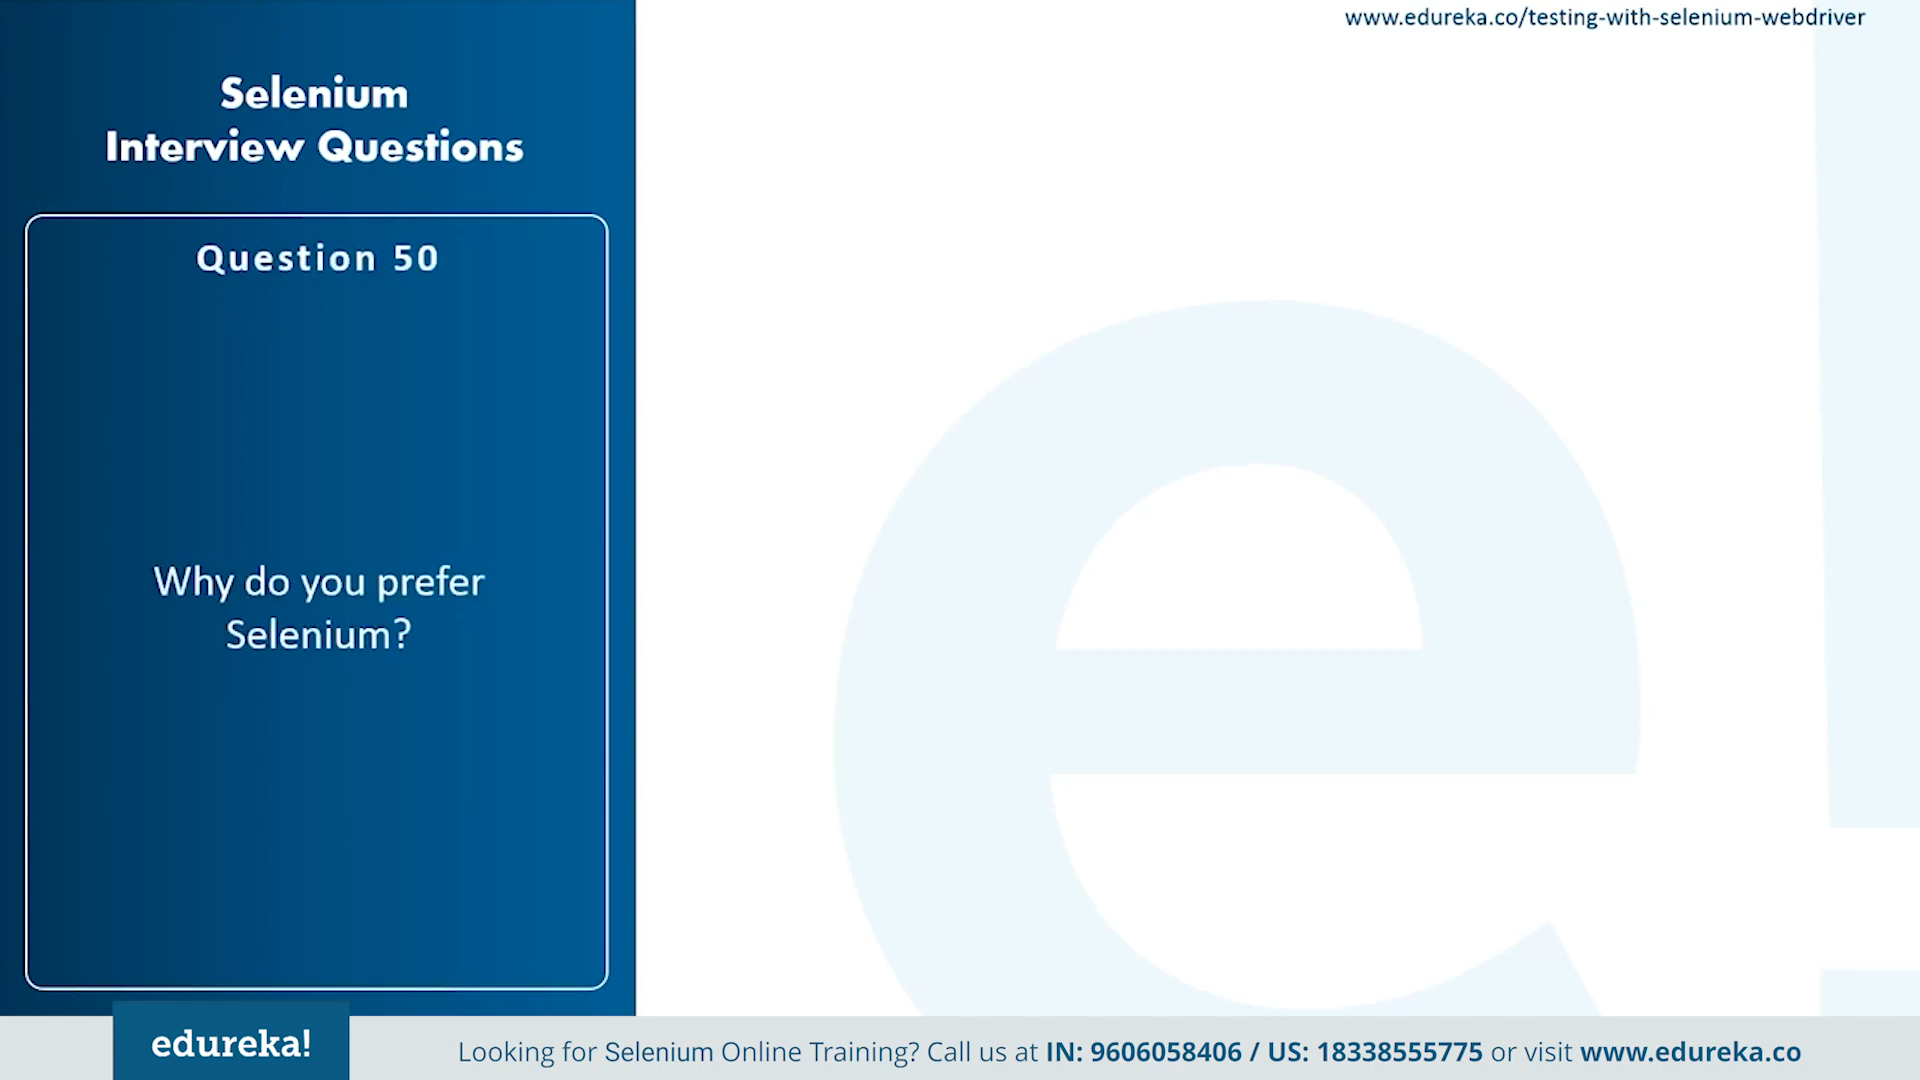 www.edureka.co/testing-with-selenium-webdriver
Selenium
Interview Questions
Question 50
Why do you prefer
Selenium?
edureka!
Looking for Selenium Online Training? Call us at IN: 9606058406 / US: 18338555775 or visit www.edureka.co